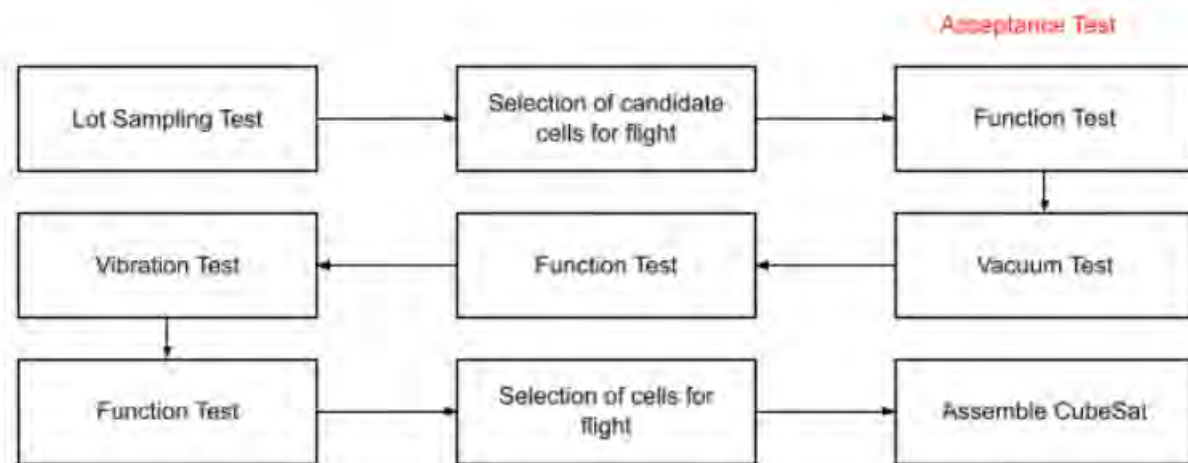 Acceptance Test
Lot Sampling Test
Selection of candidate
cells for flight
Function Test
Vibration Test
Function Test
Vacuum Test
Function Test
Selection of cells for
flight
Assemble CubeSat